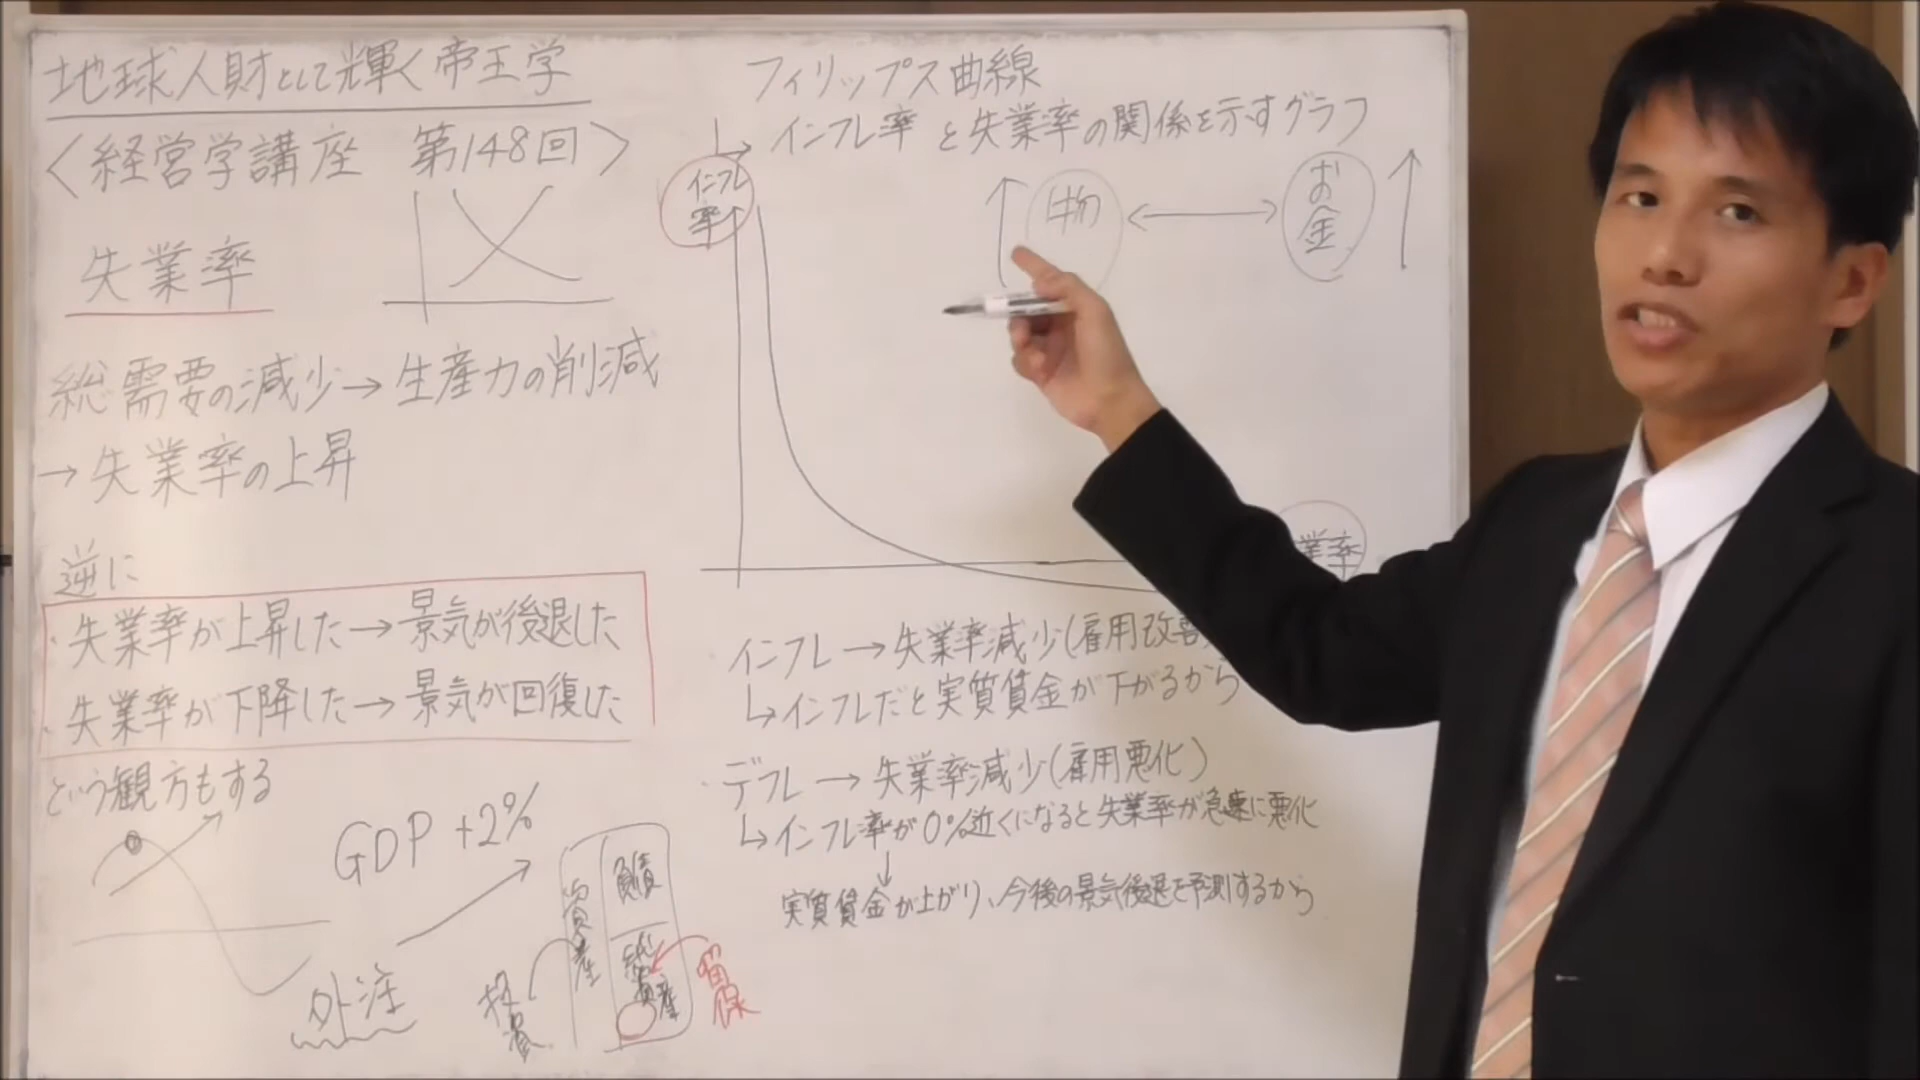 地球人財として輝く帝王学
〈経営学講座 第148回〉
失業率
総需要の減少→生産力の削減
→失業率の上昇
逆に
・失業率が上昇した→景気が後退した
・失業率が下降した→景気が回復した
という観方もする
GDP +2%
外注
投資
資産
負債
純資産
留保
フィリップス曲線
↳インフレ率と失業率の関係を示すグラフ
インフレ率
物 ↔ お金
業率
・インフレ→失業率減少(雇用改善
↳インフレだと実質賃金が下がるから
・デフレ→失業率減少(雇用悪化)
↳インフレ率が0%近くになると失業率が急速に悪化
↓
実質賃金が上がり、今後の景気後退を予測するから